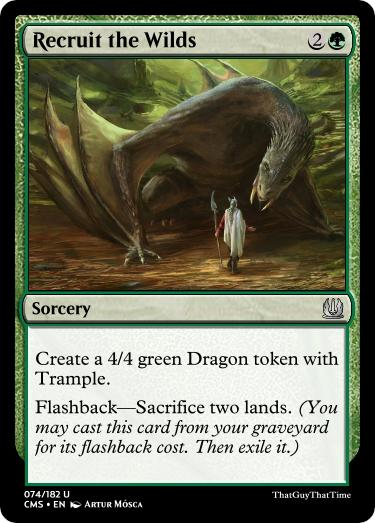 Recruit the Wilds 2
Sorcery
Create a 4/4 green Dragon token with
Trample.
Flashback—Sacrifice two lands. (You
may cast this card from your graveyard
for its flashback cost. Then exile it.)
074/182 U
CMS • EN Artur Mósca
ThatGuyThatTime